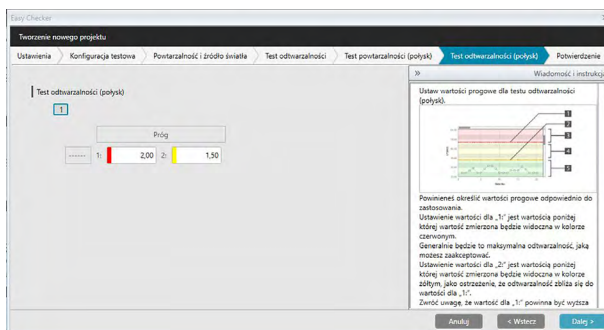 Easy Checker
Tworzenie nowego projektu
Ustawienia
Konfiguracja testowa
Powtarzalność i źródło światła
Test odtwarzalności
Test powtarzalności (połysk)
Test odtwarzalności (połysk)
Potwierdzenie
» Wiadomość i instrukcj
Test odtwarzalności (połysk)
1
Próg
------ 1: 2,00 2: 1,50
Ustaw wartości progowe dla testu odtwarzalności
(połysk).
1
2
3
4
5
Powinieneś określić wartości progowe odpowiednio do
zastosowania.
Ustawienie wartości dla „1:” jest wartością poniżej
której wartość zmierzona będzie widoczna w kolorze
czerwonym.
Generalnie będzie to maksymalna odtwarzalność, jaką
możesz zaakceptować.
Ustawienie wartości dla „2:” jest wartością poniżej
której wartość zmierzona będzie widoczna w kolorze
żółtym, jako ostrzeżenie, że odtwarzalność zbliża się do
wartości dla „1:”.
Zwróć uwagę, że wartość dla „1:” powinna być wyższa
Anuluj
< Wstecz
Dalej >